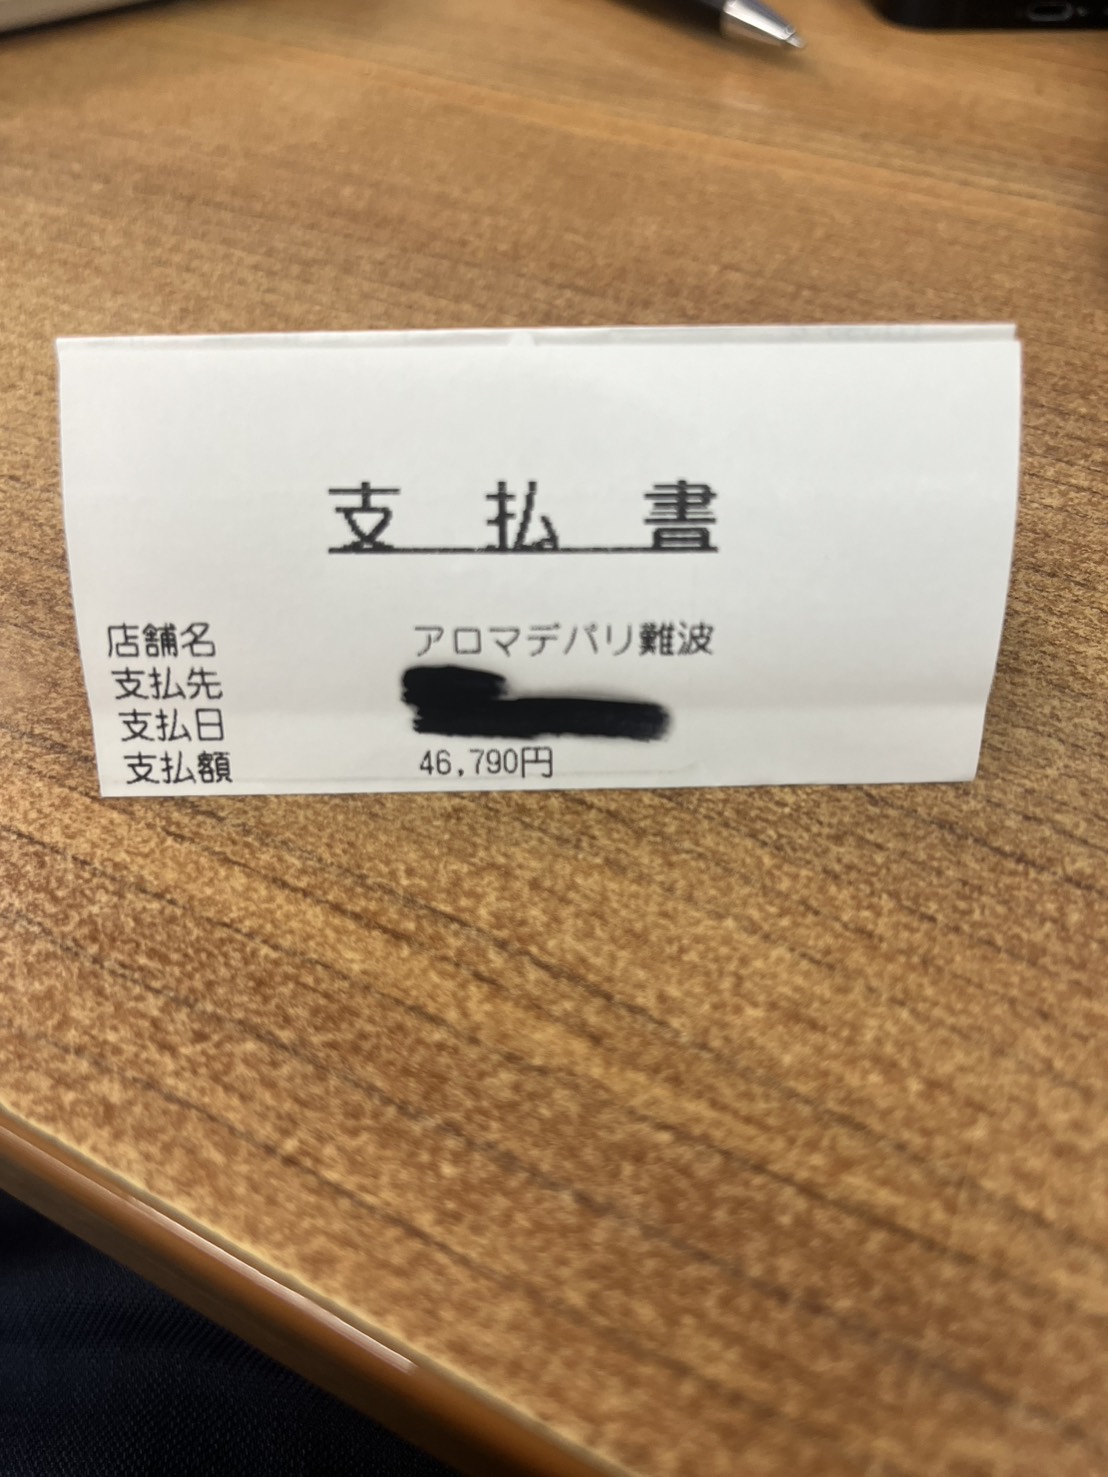 支払書
店舗名 アロマデパリ難波
支払先
支払日
支払額 46,790円